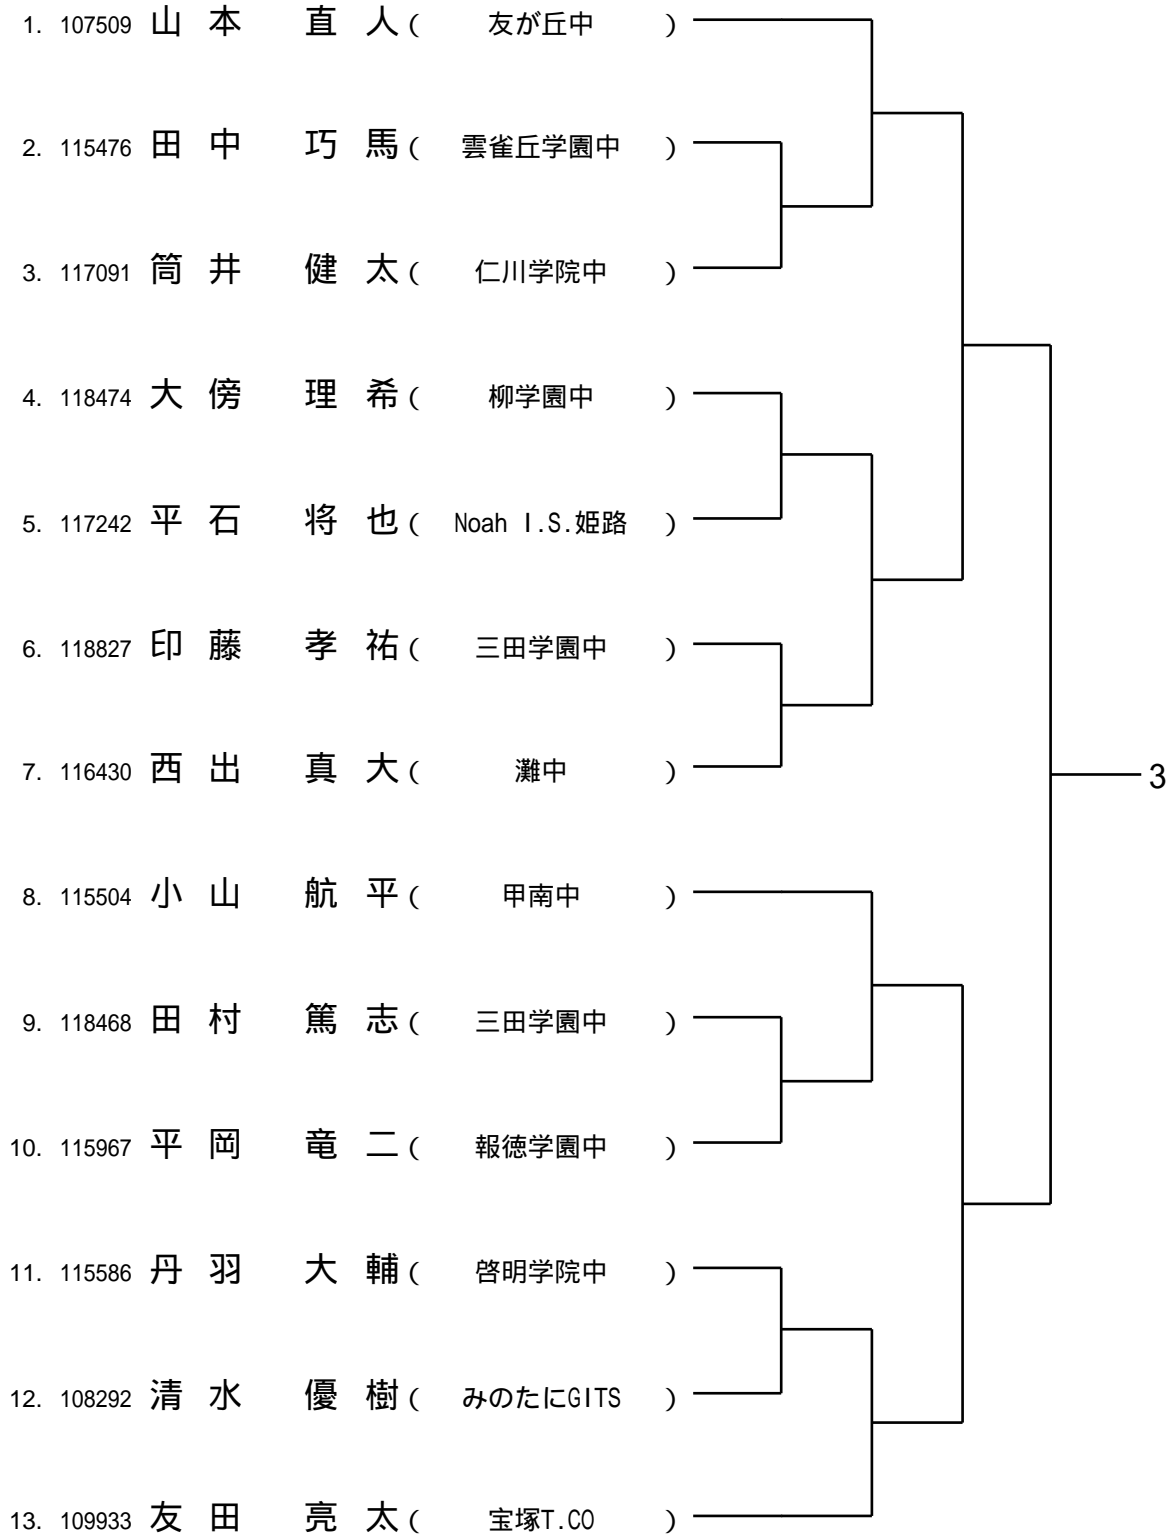 1. 107509 山本 直人 ( 友が丘中 )
2. 115476 田中 巧馬 ( 雲雀丘学園中 )
3. 117091 筒井 健太 ( 仁川学院中 )
4. 118474 大傍 理希 ( 柳学園中 )
5. 117242 平石 将也 ( Noah I.S.姫路 )
6. 118827 印藤 孝祐 ( 三田学園中 )
7. 116430 西出 真大 ( 灘中 )
3
8. 115504 小山 航平 ( 甲南中 )
9. 118468 田村 篤志 ( 三田学園中 )
10. 115967 平岡 竜二 ( 報徳学園中 )
11. 115586 丹羽 大輔 ( 啓明学院中 )
12. 108292 清水 優樹 ( みのたにGITS )
13. 109933 友田 亮太 ( 宝塚T.CO )